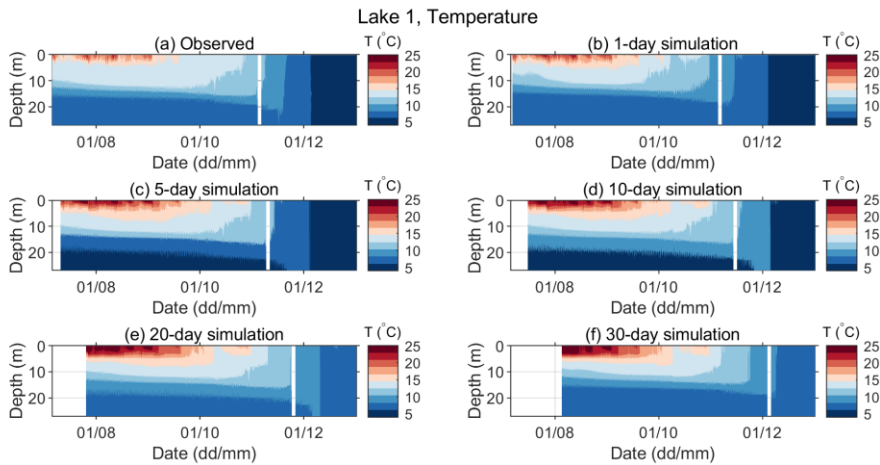 Lake 1, Temperature
(a) Observed
T (°C)
0
10
20
Depth (m)
25
20
15
10
5
01/08
01/10
01/12
Date (dd/mm)
(b) 1-day simulation
T (°C)
0
10
20
Depth (m)
25
20
15
10
5
01/08
01/10
01/12
Date (dd/mm)
(c) 5-day simulation
T (°C)
0
10
20
Depth (m)
25
20
15
10
5
01/08
01/10
01/12
Date (dd/mm)
(d) 10-day simulation
T (°C)
0
10
20
Depth (m)
25
20
15
10
5
01/08
01/10
01/12
Date (dd/mm)
(e) 20-day simulation
T (°C)
0
10
20
Depth (m)
25
20
15
10
5
01/08
01/10
01/12
Date (dd/mm)
(f) 30-day simulation
T (°C)
0
10
20
Depth (m)
25
20
15
10
5
01/08
01/10
01/12
Date (dd/mm)